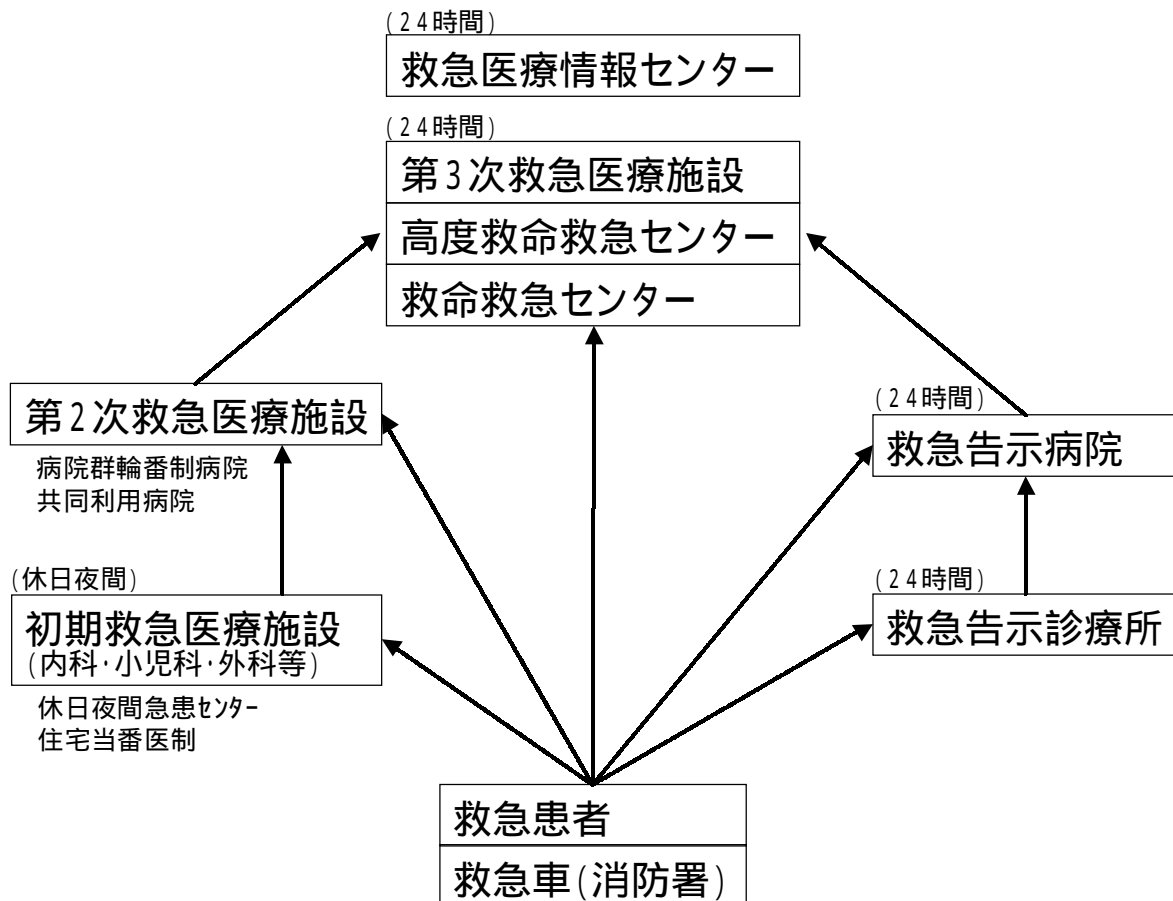 (24時間)
救急医療情報センター
(24時間)
第3次救急医療施設
高度救命救急センター
救命救急センター
第2次救急医療施設
病院群輪番制病院
共同利用病院
(24時間)
救急告示病院
(休日夜間)
初期救急医療施設
(内科･小児科･外科等)
休日夜間急患ｾﾝﾀｰ
住宅当番医制
(24時間)
救急告示診療所
救急患者
救急車(消防署)